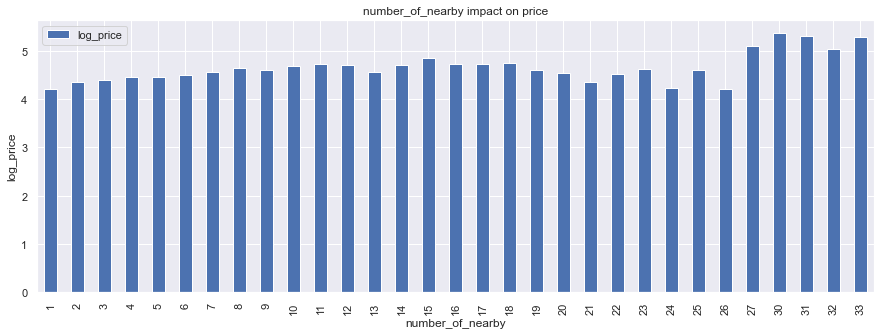 number_of_nearby impact on price
log_price
log_price
5
4
3
2
1
0
1 2 3 4 5 6 7 8 9 10 11 12 13 14 15 16 17 18 19 20 21 22 23 24 25 26 27 30 31 32 33
number_of_nearby